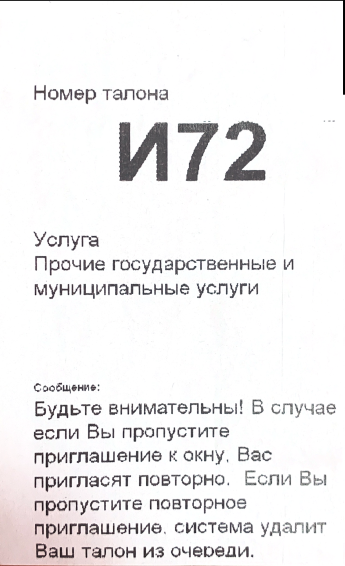 Номер талона
И72
Услуга
Прочие государственные и
муниципальные услуги
Сообщение:
Будьте внимательны! В случае
если Вы пропустите
приглашение к окну, Вас
пригласят повторно. Если Вы
пропустите повторное
приглашение, система удалит
Ваш талон из очереди.